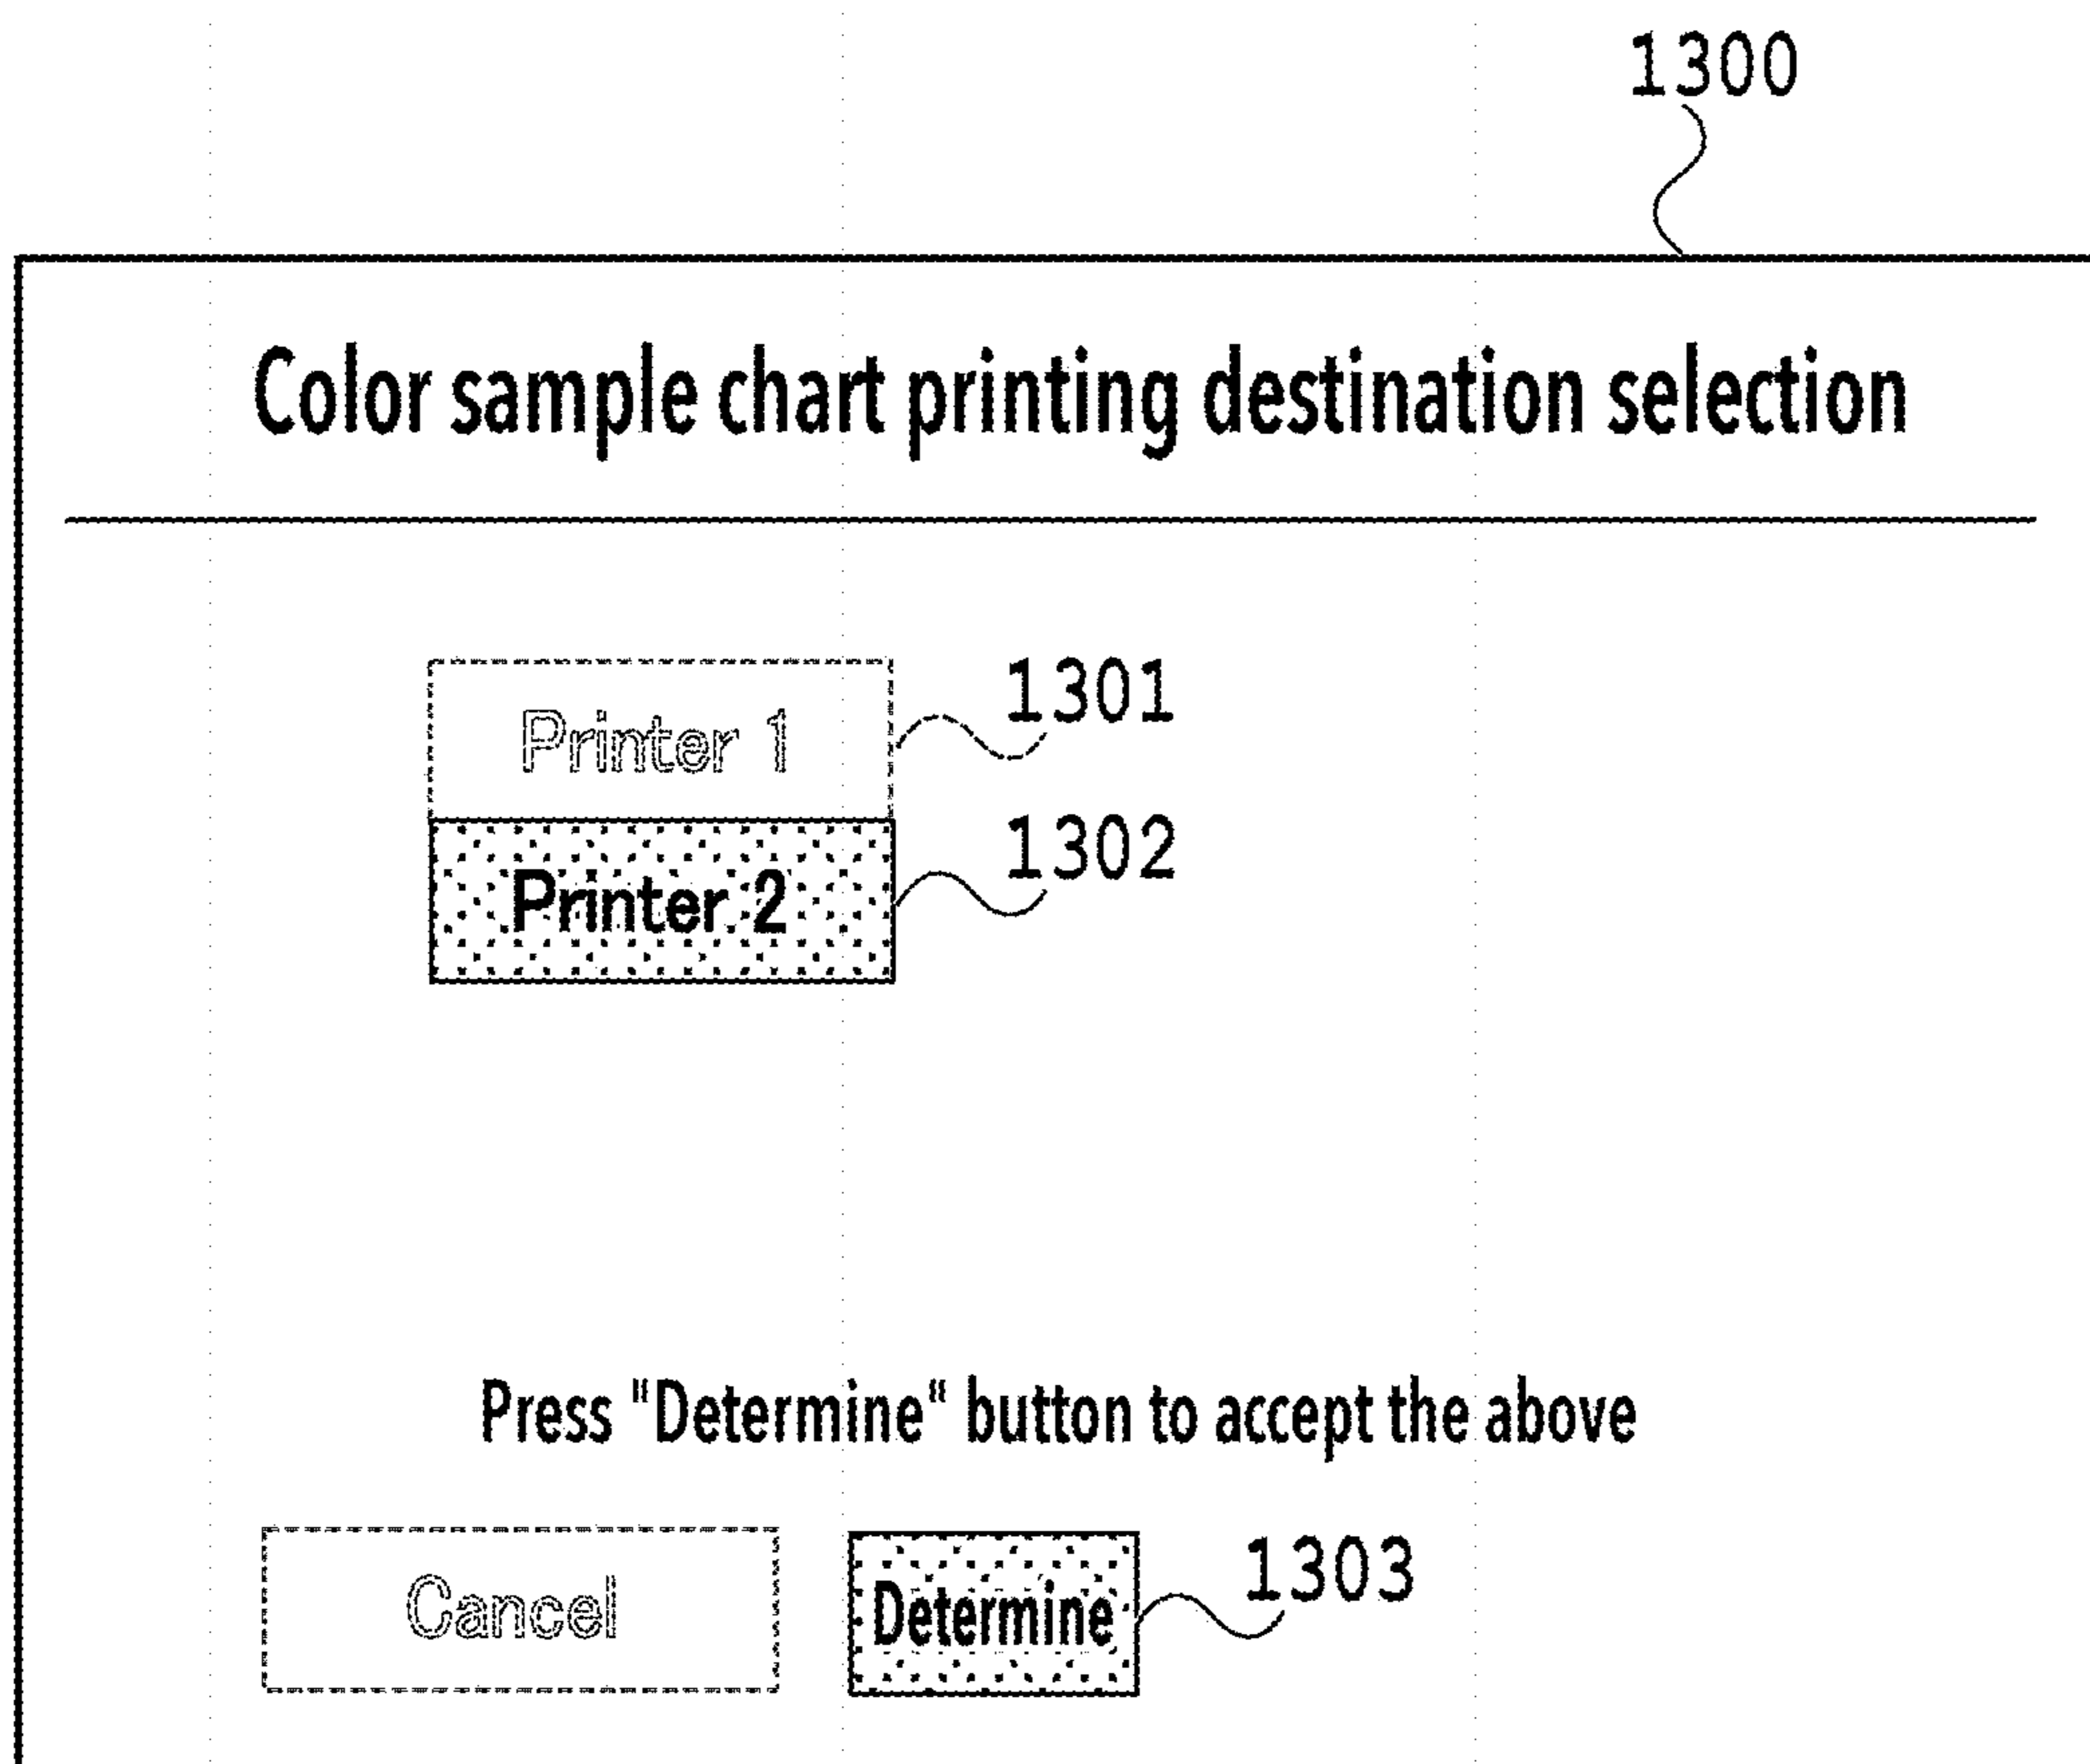 1300
Color sample chart printing destination selection
Printer 1 1301
Printer 2 1302
Press "Determine" button to accept the above
Cancel Determine 1303